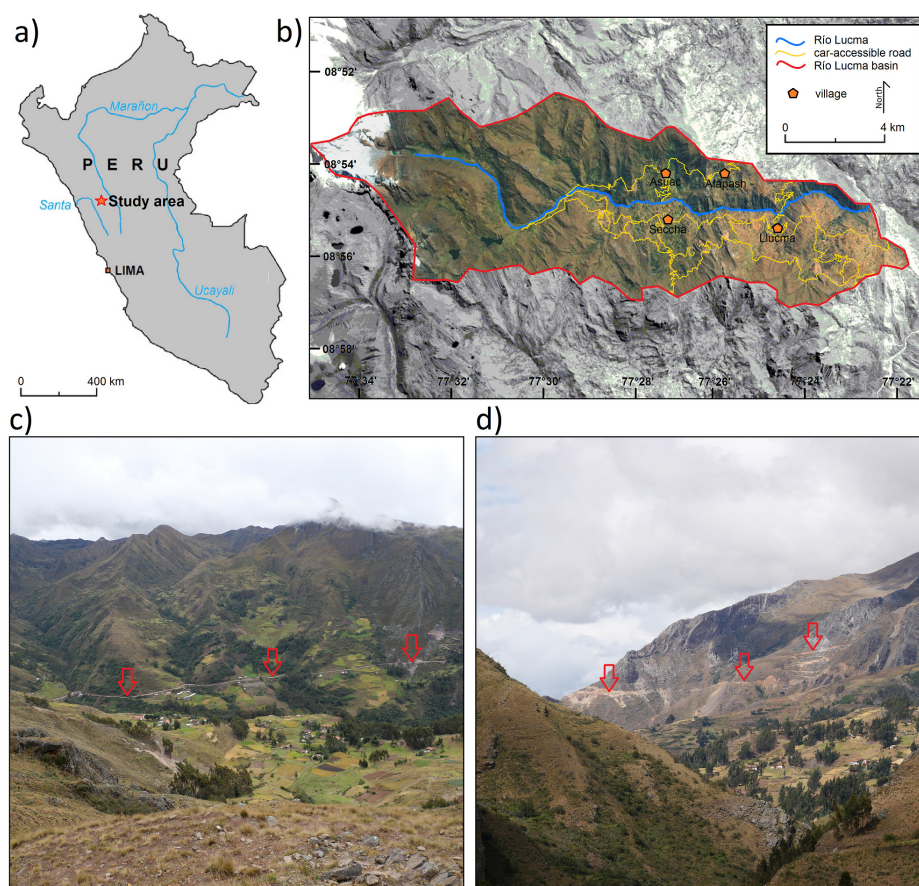 a)
Marañon
P E R U
Santa
Study area
LIMA
Ucayali
0 400 km
b)
08°52'
08°54'
08°56'
08°58'
77°34'
77°32'
77°30'
77°28'
77°26'
77°24'
77°22'
Asuac
Atapash
Seccha
Llucma
Río Lucma
car-accessible road
Río Lucma basin
village
North
0 4 km
c)
d)